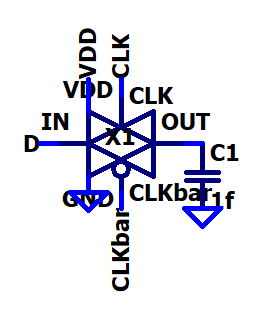 VDD
CLK
VDD
CLK
IN
OUT
D
X1
C1
GND
CLKbar
1f
CLKbar